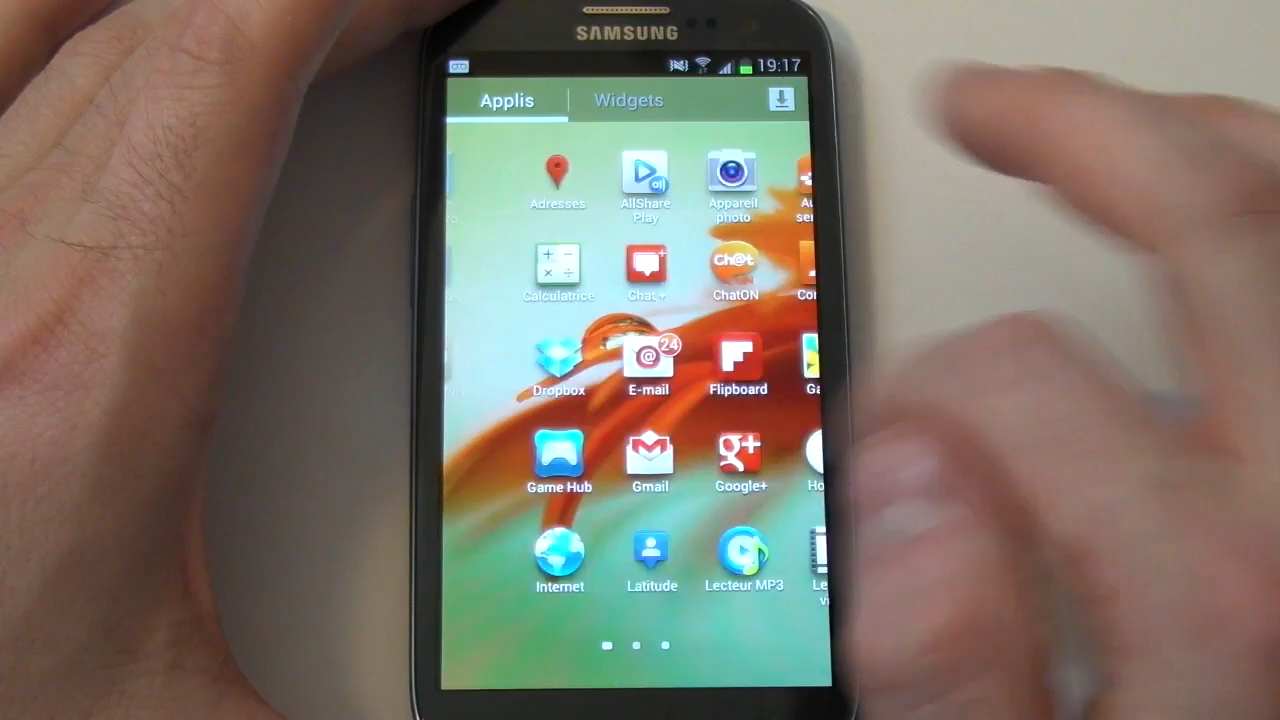 SAMSUNG
19:17
Applis Widgets
Adresses AllShare Play Appareil photo
Calculatrice Chat + Ch@t ChatON
Dropbox @ 24 E-mail Flipboard
Game Hub Gmail g+ Google+
Internet Latitude Lecteur MP3